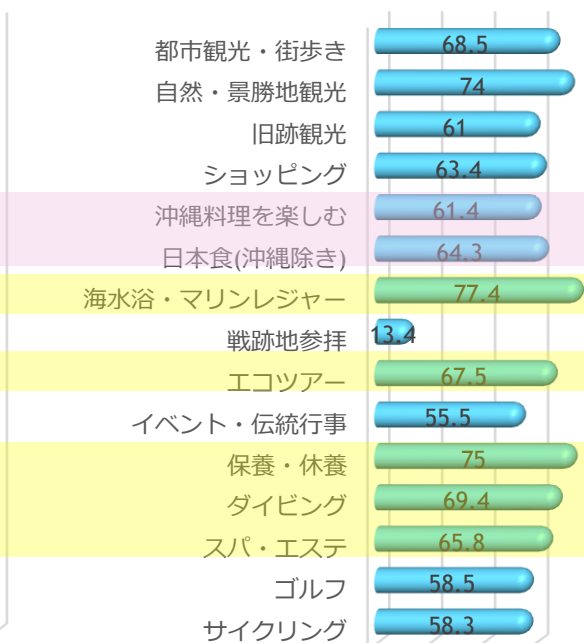 都市観光・街歩き 68.5
自然・景勝地観光 74
旧跡観光 61
ショッピング 63.4
沖縄料理を楽しむ 61.4
日本食(沖縄除き) 64.3
海水浴・マリンレジャー 77.4
戦跡地参拝 13.4
エコツアー 67.5
イベント・伝統行事 55.5
保養・休養 75
ダイビング 69.4
スパ・エステ 65.8
ゴルフ 58.5
サイクリング 58.3